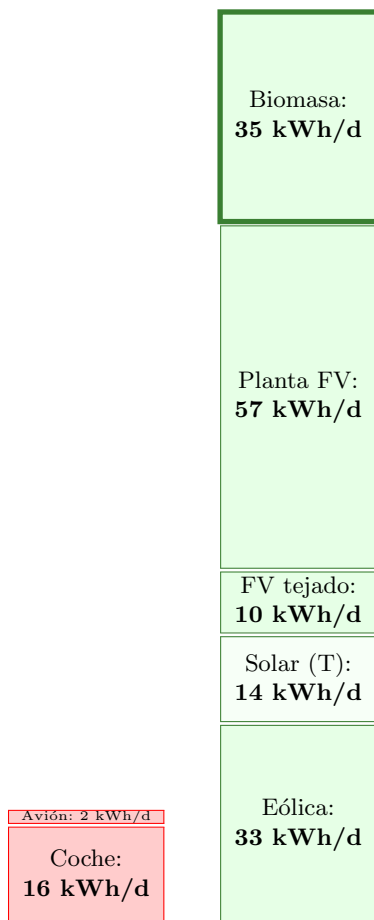 Biomasa:
35 kWh/d
Planta FV:
57 kWh/d
FV tejado:
10 kWh/d
Solar (T):
14 kWh/d
Eólica:
33 kWh/d
Avión: 2 kWh/d
Coche:
16 kWh/d